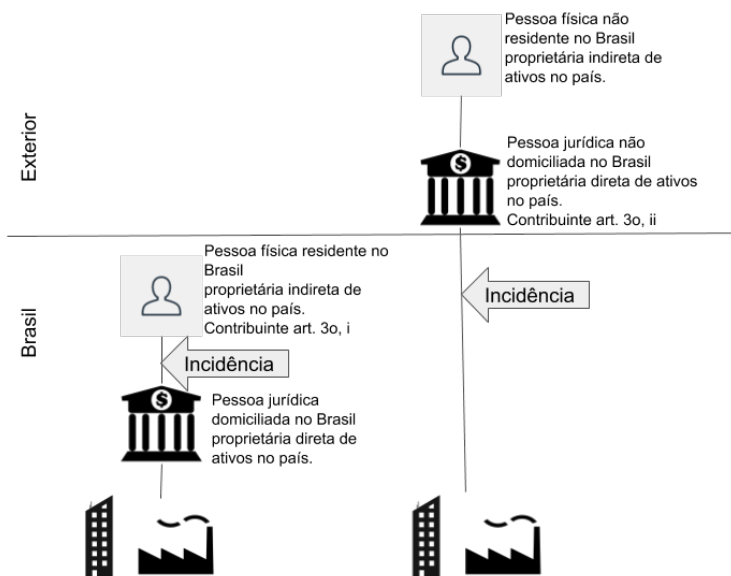 Pessoa física não
residente no Brasil
proprietária indireta de
ativos no país.
Exterior
Pessoa jurídica não
domiciliada no Brasil
proprietária direta de ativos
no país.
Contribuinte art. 3o, ii
Pessoa física residente no
Brasil
proprietária indireta de
ativos no país.
Contribuinte art. 3o, i
Incidência
Brasil
Incidência
Pessoa jurídica
domiciliada no Brasil
proprietária direta de
ativos no país.
$
$